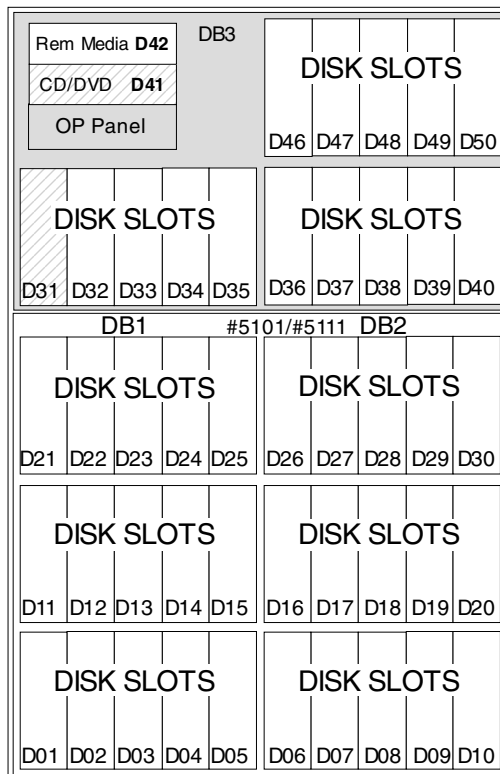 DB3
Rem Media D42
CD/DVD D41
OP Panel
DISK SLOTS
D46 D47 D48 D49 D50
DISK SLOTS
D31 D32 D33 D34 D35
DISK SLOTS
D36 D37 D38 D39 D40
DB1 #5101/#5111 DB2
DISK SLOTS
D21 D22 D23 D24 D25
DISK SLOTS
D26 D27 D28 D29 D30
DISK SLOTS
D11 D12 D13 D14 D15
DISK SLOTS
D16 D17 D18 D19 D20
DISK SLOTS
D01 D02 D03 D04 D05
DISK SLOTS
D06 D07 D08 D09 D10